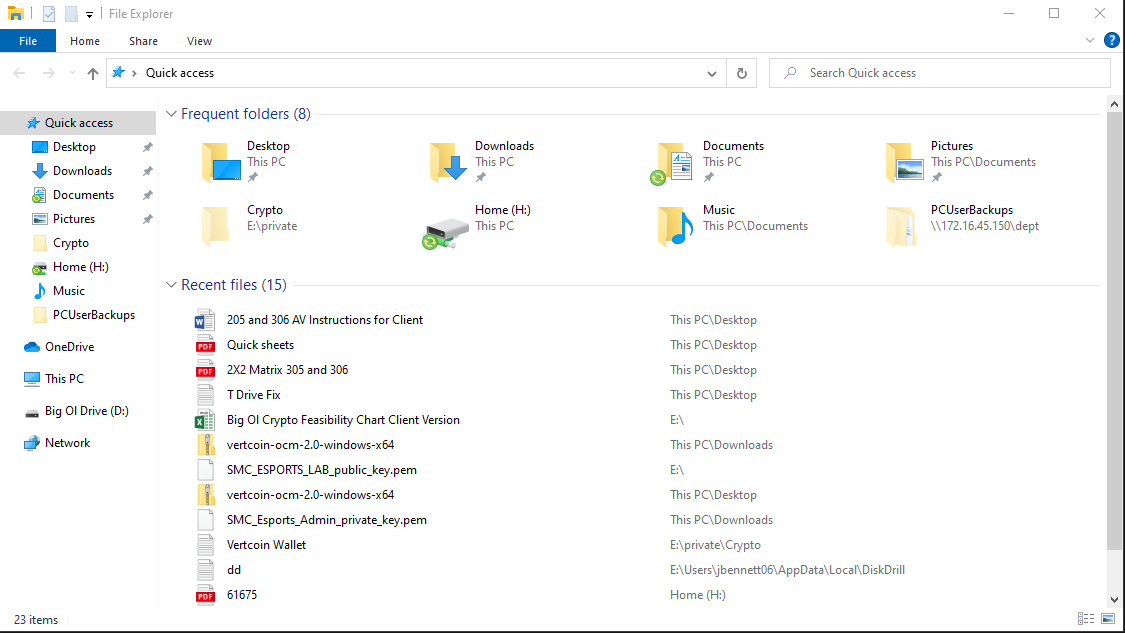 File Explorer
File Home Share View
Quick access
Search Quick access
Quick access
Desktop
Downloads
Documents
Pictures
Crypto
Home (H:)
Music
PCUserBackups
OneDrive
This PC
Big OI Drive (D:)
Network
Frequent folders (8)
Desktop
This PC
Downloads
This PC
Documents
This PC
Pictures
This PC\Documents
Crypto
E:\private
Home (H:)
This PC
Music
This PC\Documents
PCUserBackups
\\172.16.45.150\dept
Recent files (15)
205 and 306 AV Instructions for Client This PC\Desktop
Quick sheets This PC\Desktop
2X2 Matrix 305 and 306 This PC\Desktop
T Drive Fix This PC\Desktop
Big OI Crypto Feasibility Chart Client Version E:\
vertcoin-ocm-2.0-windows-x64 This PC\Downloads
SMC_ESPORTS_LAB_public_key.pem E:\
vertcoin-ocm-2.0-windows-x64 This PC\Desktop
SMC_Esports_Admin_private_key.pem This PC\Downloads
Vertcoin Wallet E:\private\Crypto
dd E:\Users\jbennett06\AppData\Local\DiskDrill
61675 Home (H:)
23 items